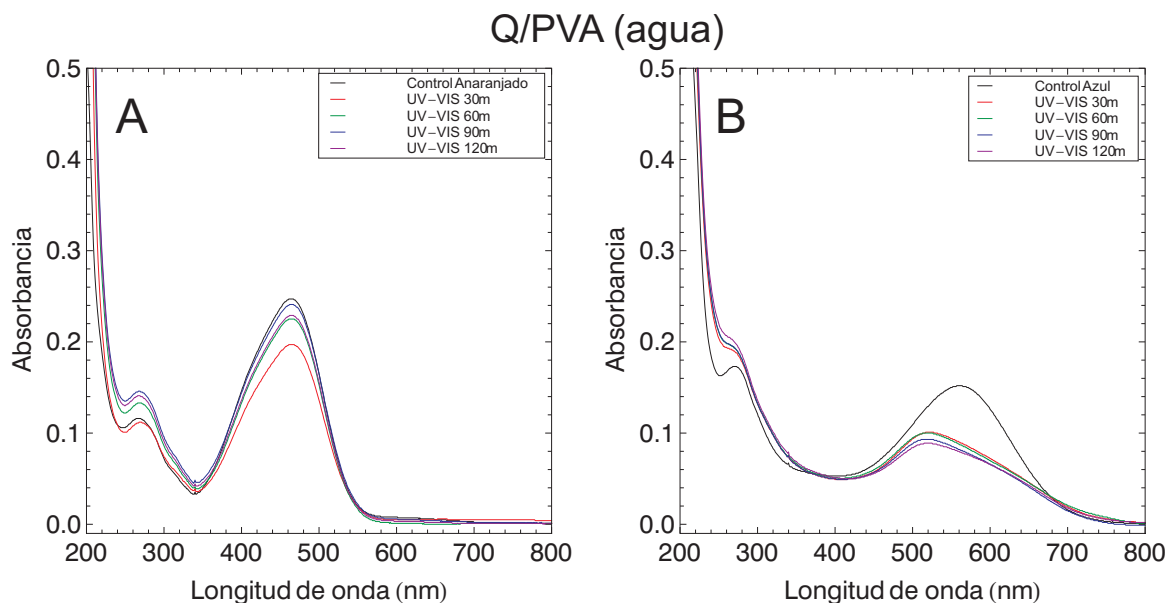 Q/PVA (agua)
A
Control Anaranjado
UV−VIS 30m
UV−VIS 60m
UV−VIS 90m
UV−VIS 120m
0.5
0.4
0.3
0.2
0.1
0.0
Absorbancia
200 300 400 500 600 700 800
Longitud de onda (nm)
B
Control Azul
UV−VIS 30m
UV−VIS 60m
UV−VIS 90m
UV−VIS 120m
0.5
0.4
0.3
0.2
0.1
0.0
Absorbancia
200 300 400 500 600 700 800
Longitud de onda (nm)